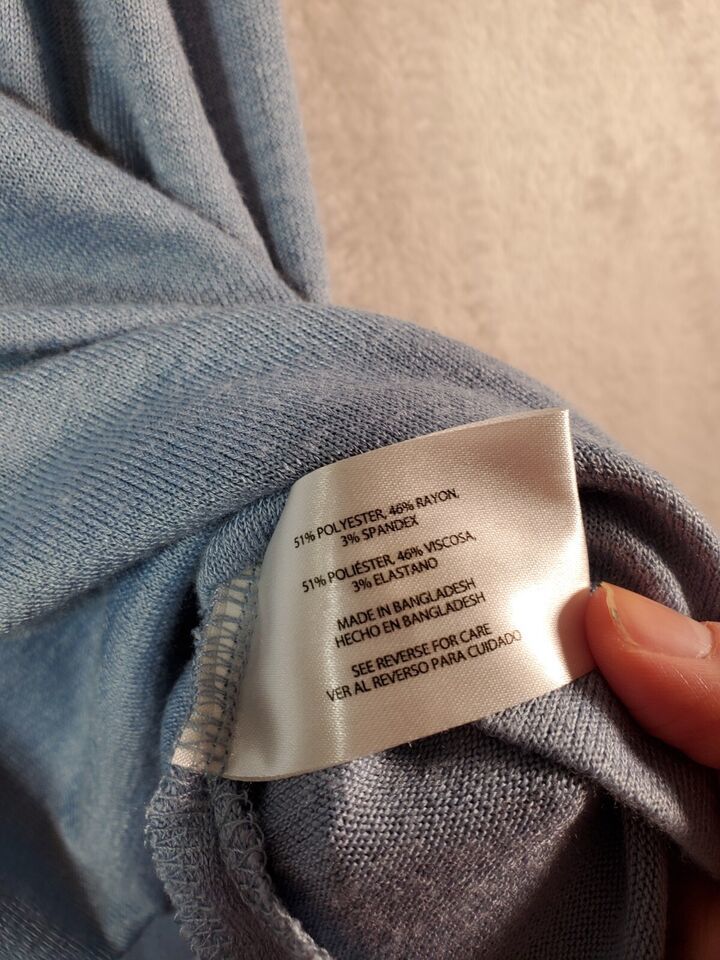 51% POLYESTER, 46% RAYON,
3% SPANDEX
51% POLIÉSTER, 46% VISCOSA,
3% ELASTANO
MADE IN BANGLADESH
HECHO EN BANGLADESH
SEE REVERSE FOR CARE
VER AL REVERSO PARA CUIDADO